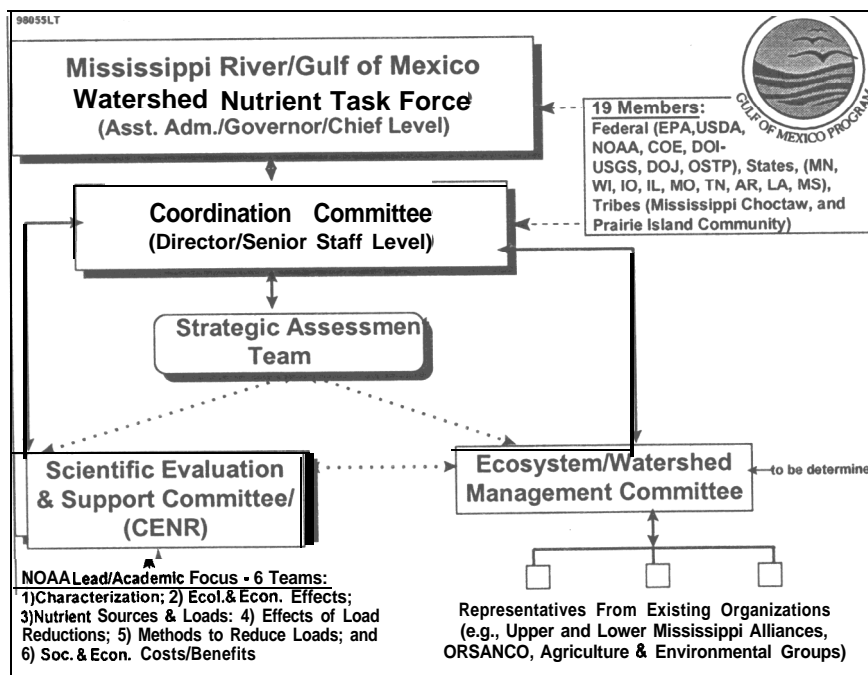 98055LT
Mississippi River/Gulf of Mexico
Watershed Nutrient Task Force
(Asst. Adm./Governor/Chief Level)
GULF OF MEXICO PROGRAM
19 Members:
Federal (EPA,USDA,
NOAA, COE, DOI-
USGS, DOJ, OSTP), States, (MN,
WI, IO, IL, MO, TN, AR, LA, MS),
Tribes (Mississippi Choctaw, and
Prairie Island Community)
Coordination Committee
(Director/Senior Staff Level)
Strategic Assessmen
Team
Scientific Evaluation
& Support Committee/
(CENR)
Ecosystem/Watershed
Management Committee
to be determine
NOAA Lead/Academic Focus - 6 Teams:
1)Characterization; 2) Ecol.& Econ. Effects;
3)Nutrient Sources & Loads: 4) Effects of Load
Reductions; 5) Methods to Reduce Loads; and
6) Soc. & Econ. Costs/Benefits
Representatives From Existing Organizations
(e.g., Upper and Lower Mississippi Alliances,
ORSANCO, Agriculture & Environmental Groups)